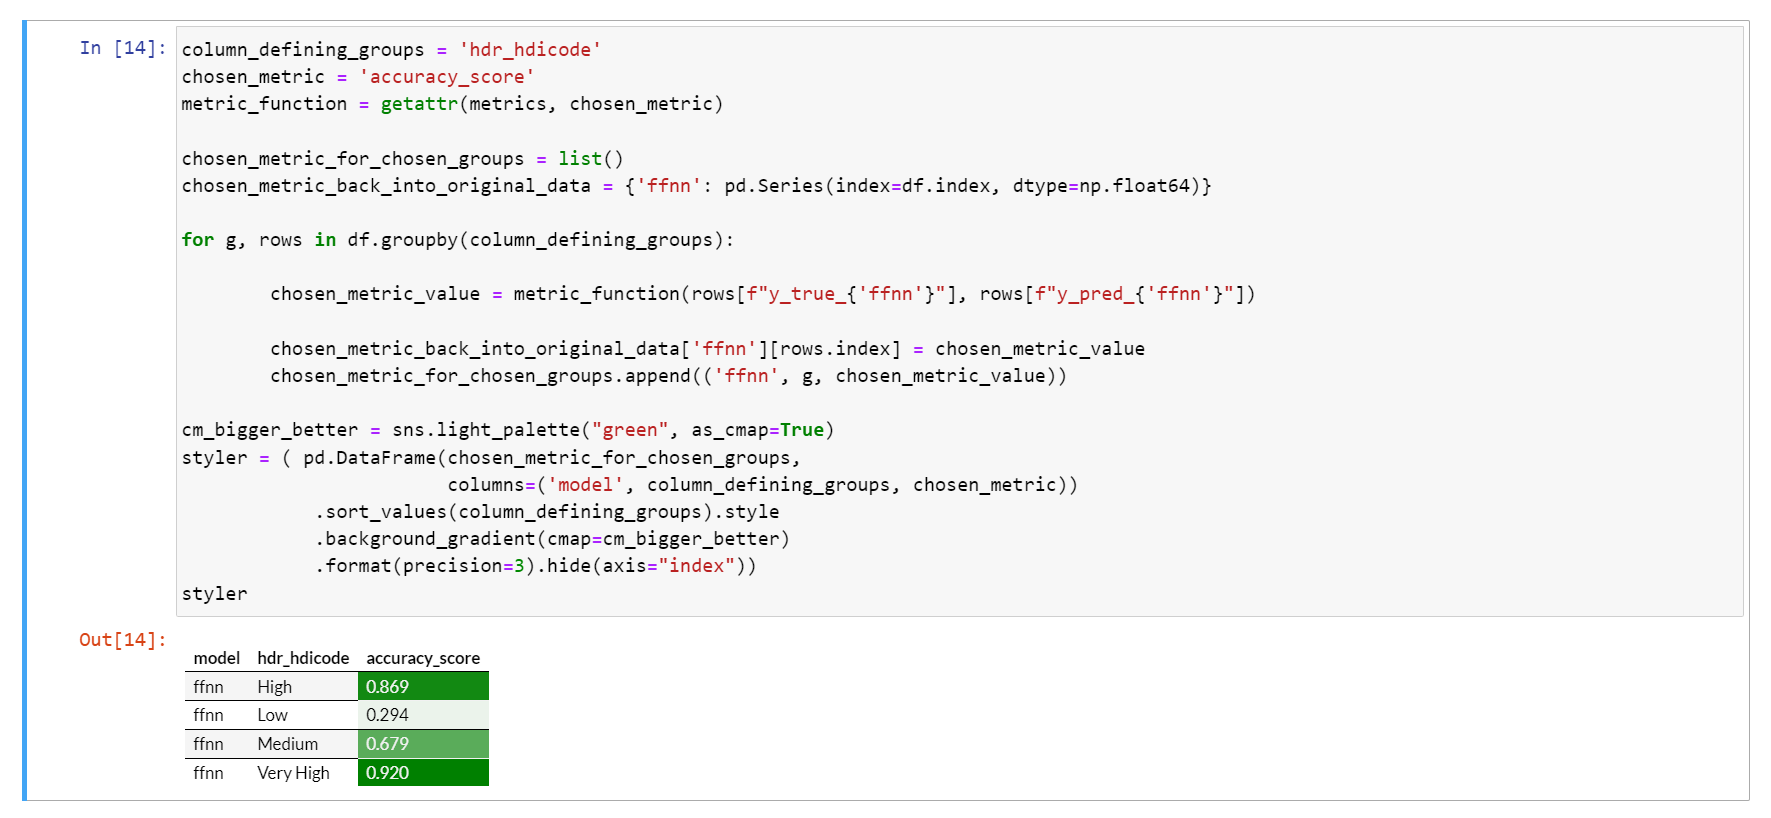 In [14]: column_defining_groups = 'hdr_hdicode'
chosen_metric = 'accuracy_score'
metric_function = getattr(metrics, chosen_metric)

chosen_metric_for_chosen_groups = list()
chosen_metric_back_into_original_data = {'ffnn': pd.Series(index=df.index, dtype=np.float64)}

for g, rows in df.groupby(column_defining_groups):

        chosen_metric_value = metric_function(rows[f"y_true_{'ffnn'}"], rows[f"y_pred_{'ffnn'}"])

        chosen_metric_back_into_original_data['ffnn'][rows.index] = chosen_metric_value
        chosen_metric_for_chosen_groups.append(('ffnn', g, chosen_metric_value))

cm_bigger_better = sns.light_palette("green", as_cmap=True)
styler = ( pd.DataFrame(chosen_metric_for_chosen_groups,
                        columns=('model', column_defining_groups, chosen_metric))
            .sort_values(column_defining_groups).style
            .background_gradient(cmap=cm_bigger_better)
            .format(precision=3).hide(axis="index"))
styler
Out[14]:
model hdr_hdicode accuracy_score
ffnn High 0.869
ffnn Low 0.294
ffnn Medium 0.679
ffnn Very High 0.920